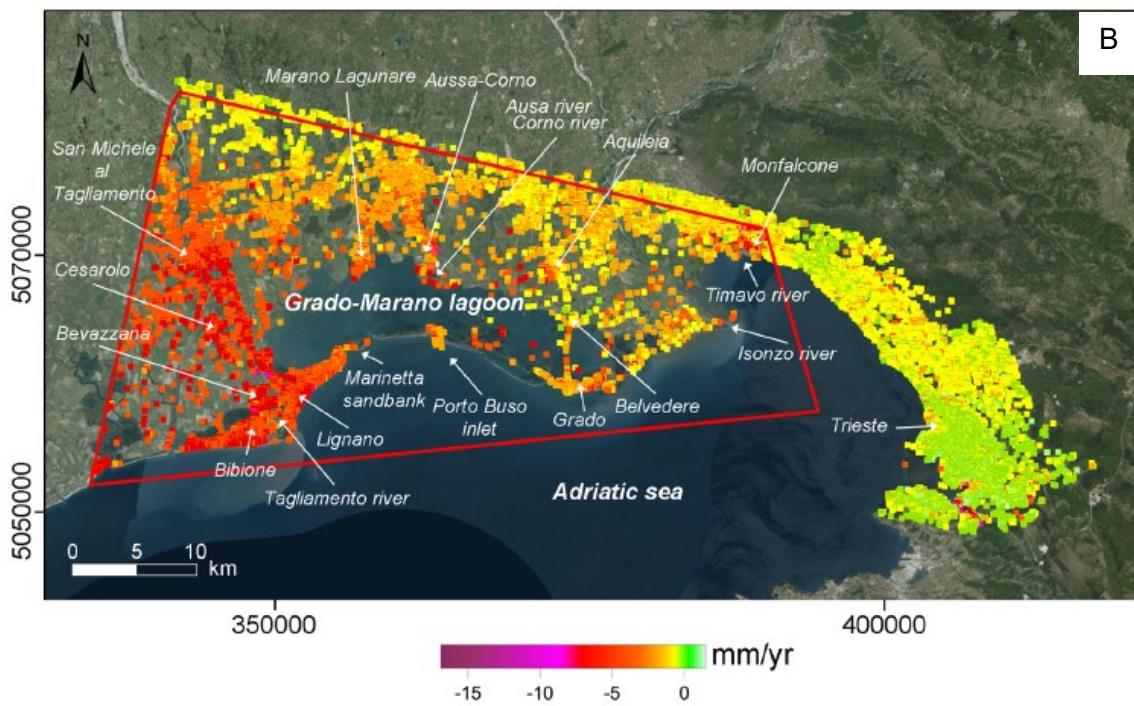 B
N
Marano Lagunare
Aussa-Corno
Ausa river
Corno river
Aquileia
San Michele
al
Tagliamento
Monfalcone
5070000
Cesarolo
Grado-Marano lagoon
Timavo river
Bevazzana
Isonzo river
Marinetta
sandbank
Porto Buso
inlet
Grado
Belvedere
Trieste
Lignano
Bibione
Tagliamento river
Adriatic sea
5050000
0 5 10
km
350000
400000
mm/yr
-15 -10 -5 0